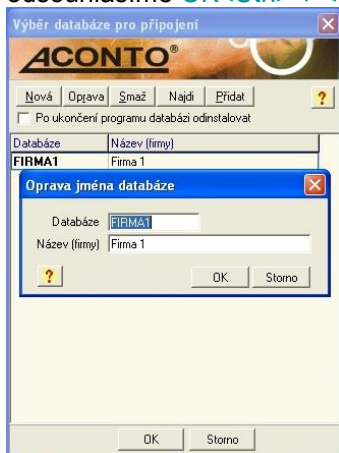 Výběr databáze pro připojení
ACONTO®
Nová Oprava Smaž Najdi Přidat ?
Po ukončení programu databázi odinstalovat
Databáze Název (firmy)
FIRMA1 Firma 1
Oprava jména databáze
Databáze FIRMA1
Název (firmy) Firma 1
? OK Storno
OK Storno